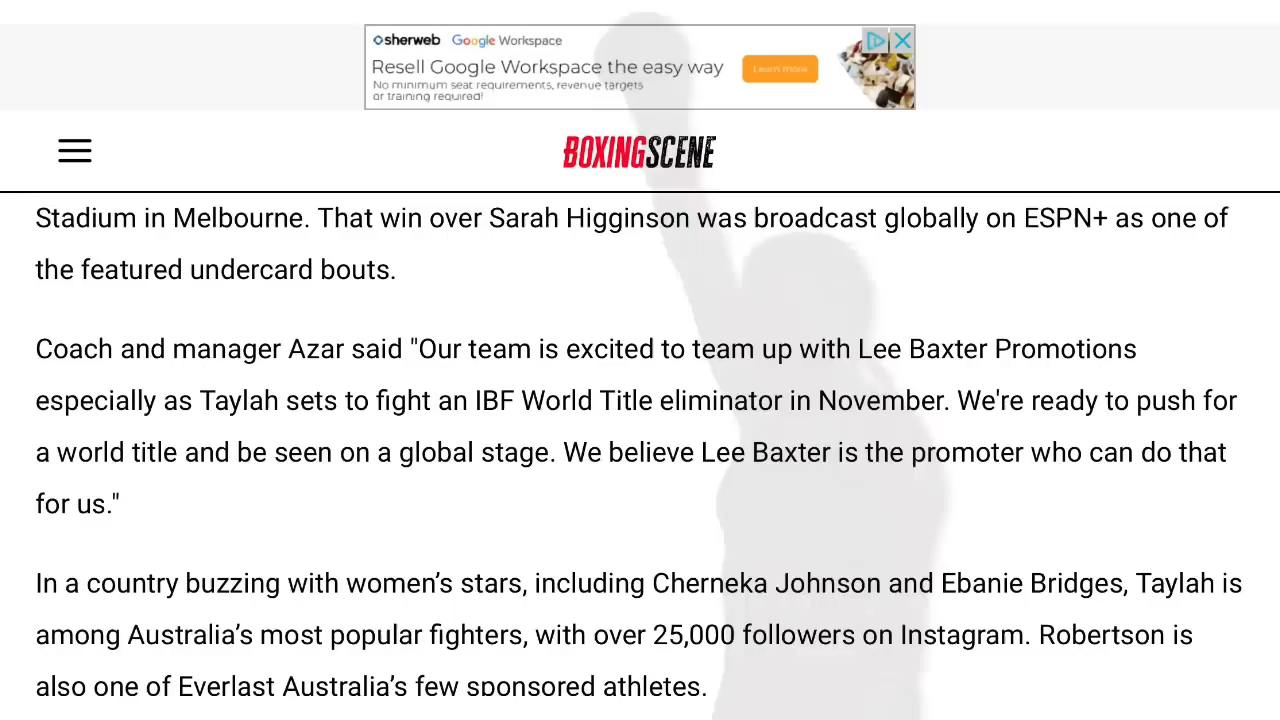 sherweb Google Workspace
Resell Google Workspace the easy way
No minimum seat requirements, revenue targets
or training required!
Learn more
BOXINGSCENE
Stadium in Melbourne. That win over Sarah Higginson was broadcast globally on ESPN+ as one of
the featured undercard bouts.
Coach and manager Azar said "Our team is excited to team up with Lee Baxter Promotions
especially as Taylah sets to fight an IBF World Title eliminator in November. We're ready to push for
a world title and be seen on a global stage. We believe Lee Baxter is the promoter who can do that
for us."
In a country buzzing with women’s stars, including Cherneka Johnson and Ebanie Bridges, Taylah is
among Australia’s most popular fighters, with over 25,000 followers on Instagram. Robertson is
also one of Everlast Australia’s few sponsored athletes.